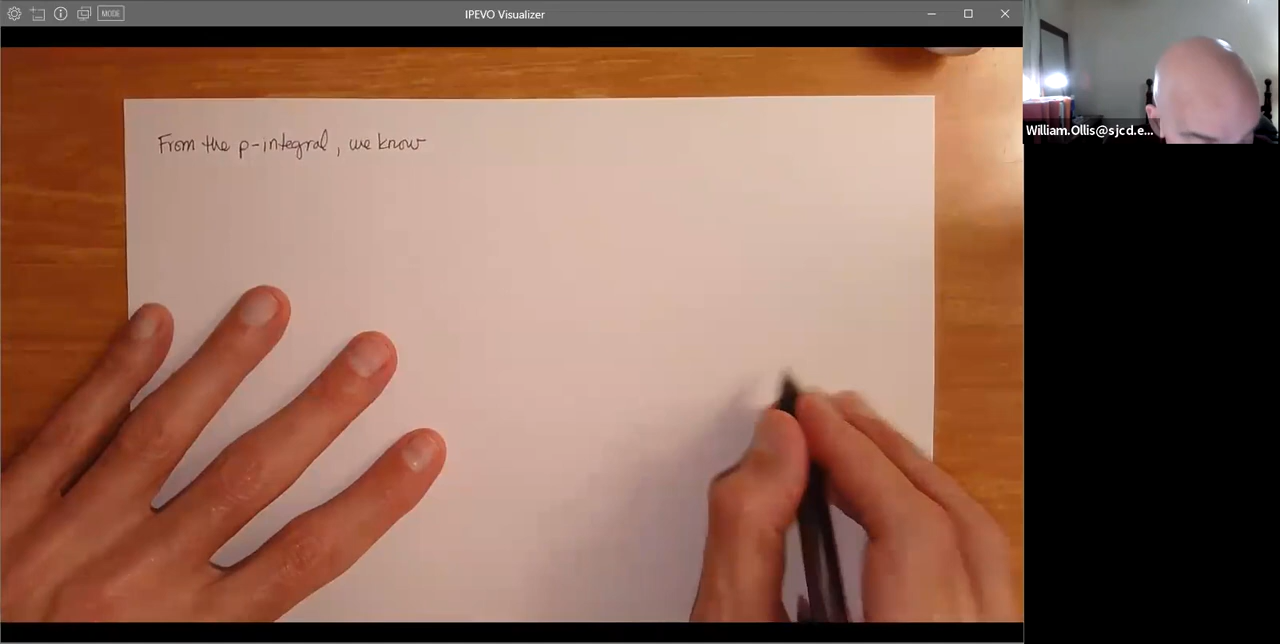 MODE
IPEVO Visualizer
William.Ollis@sjcd.e...
From the p-integral, we know